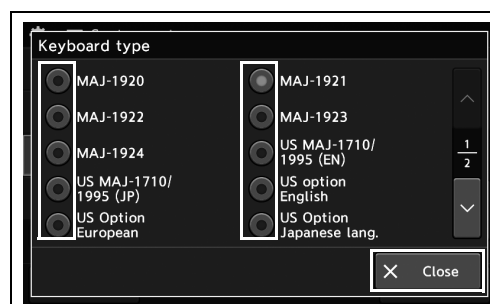 Keyboard type
MAJ-1920
MAJ-1921
MAJ-1922
MAJ-1923
MAJ-1924
US MAJ-1710/
1995 (EN)
1
2
US MAJ-1710/
1995 (JP)
US option
English
US Option
European
US Option
Japanese lang.
Close